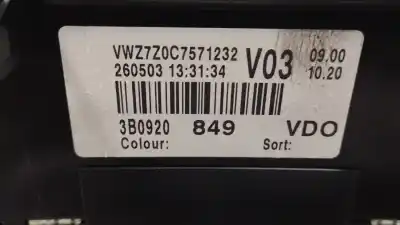 VWZ7Z0C7571232 V03 09.00
260503 13:31:34 10.20
3B0920 849 VDO
Colour: Sort: